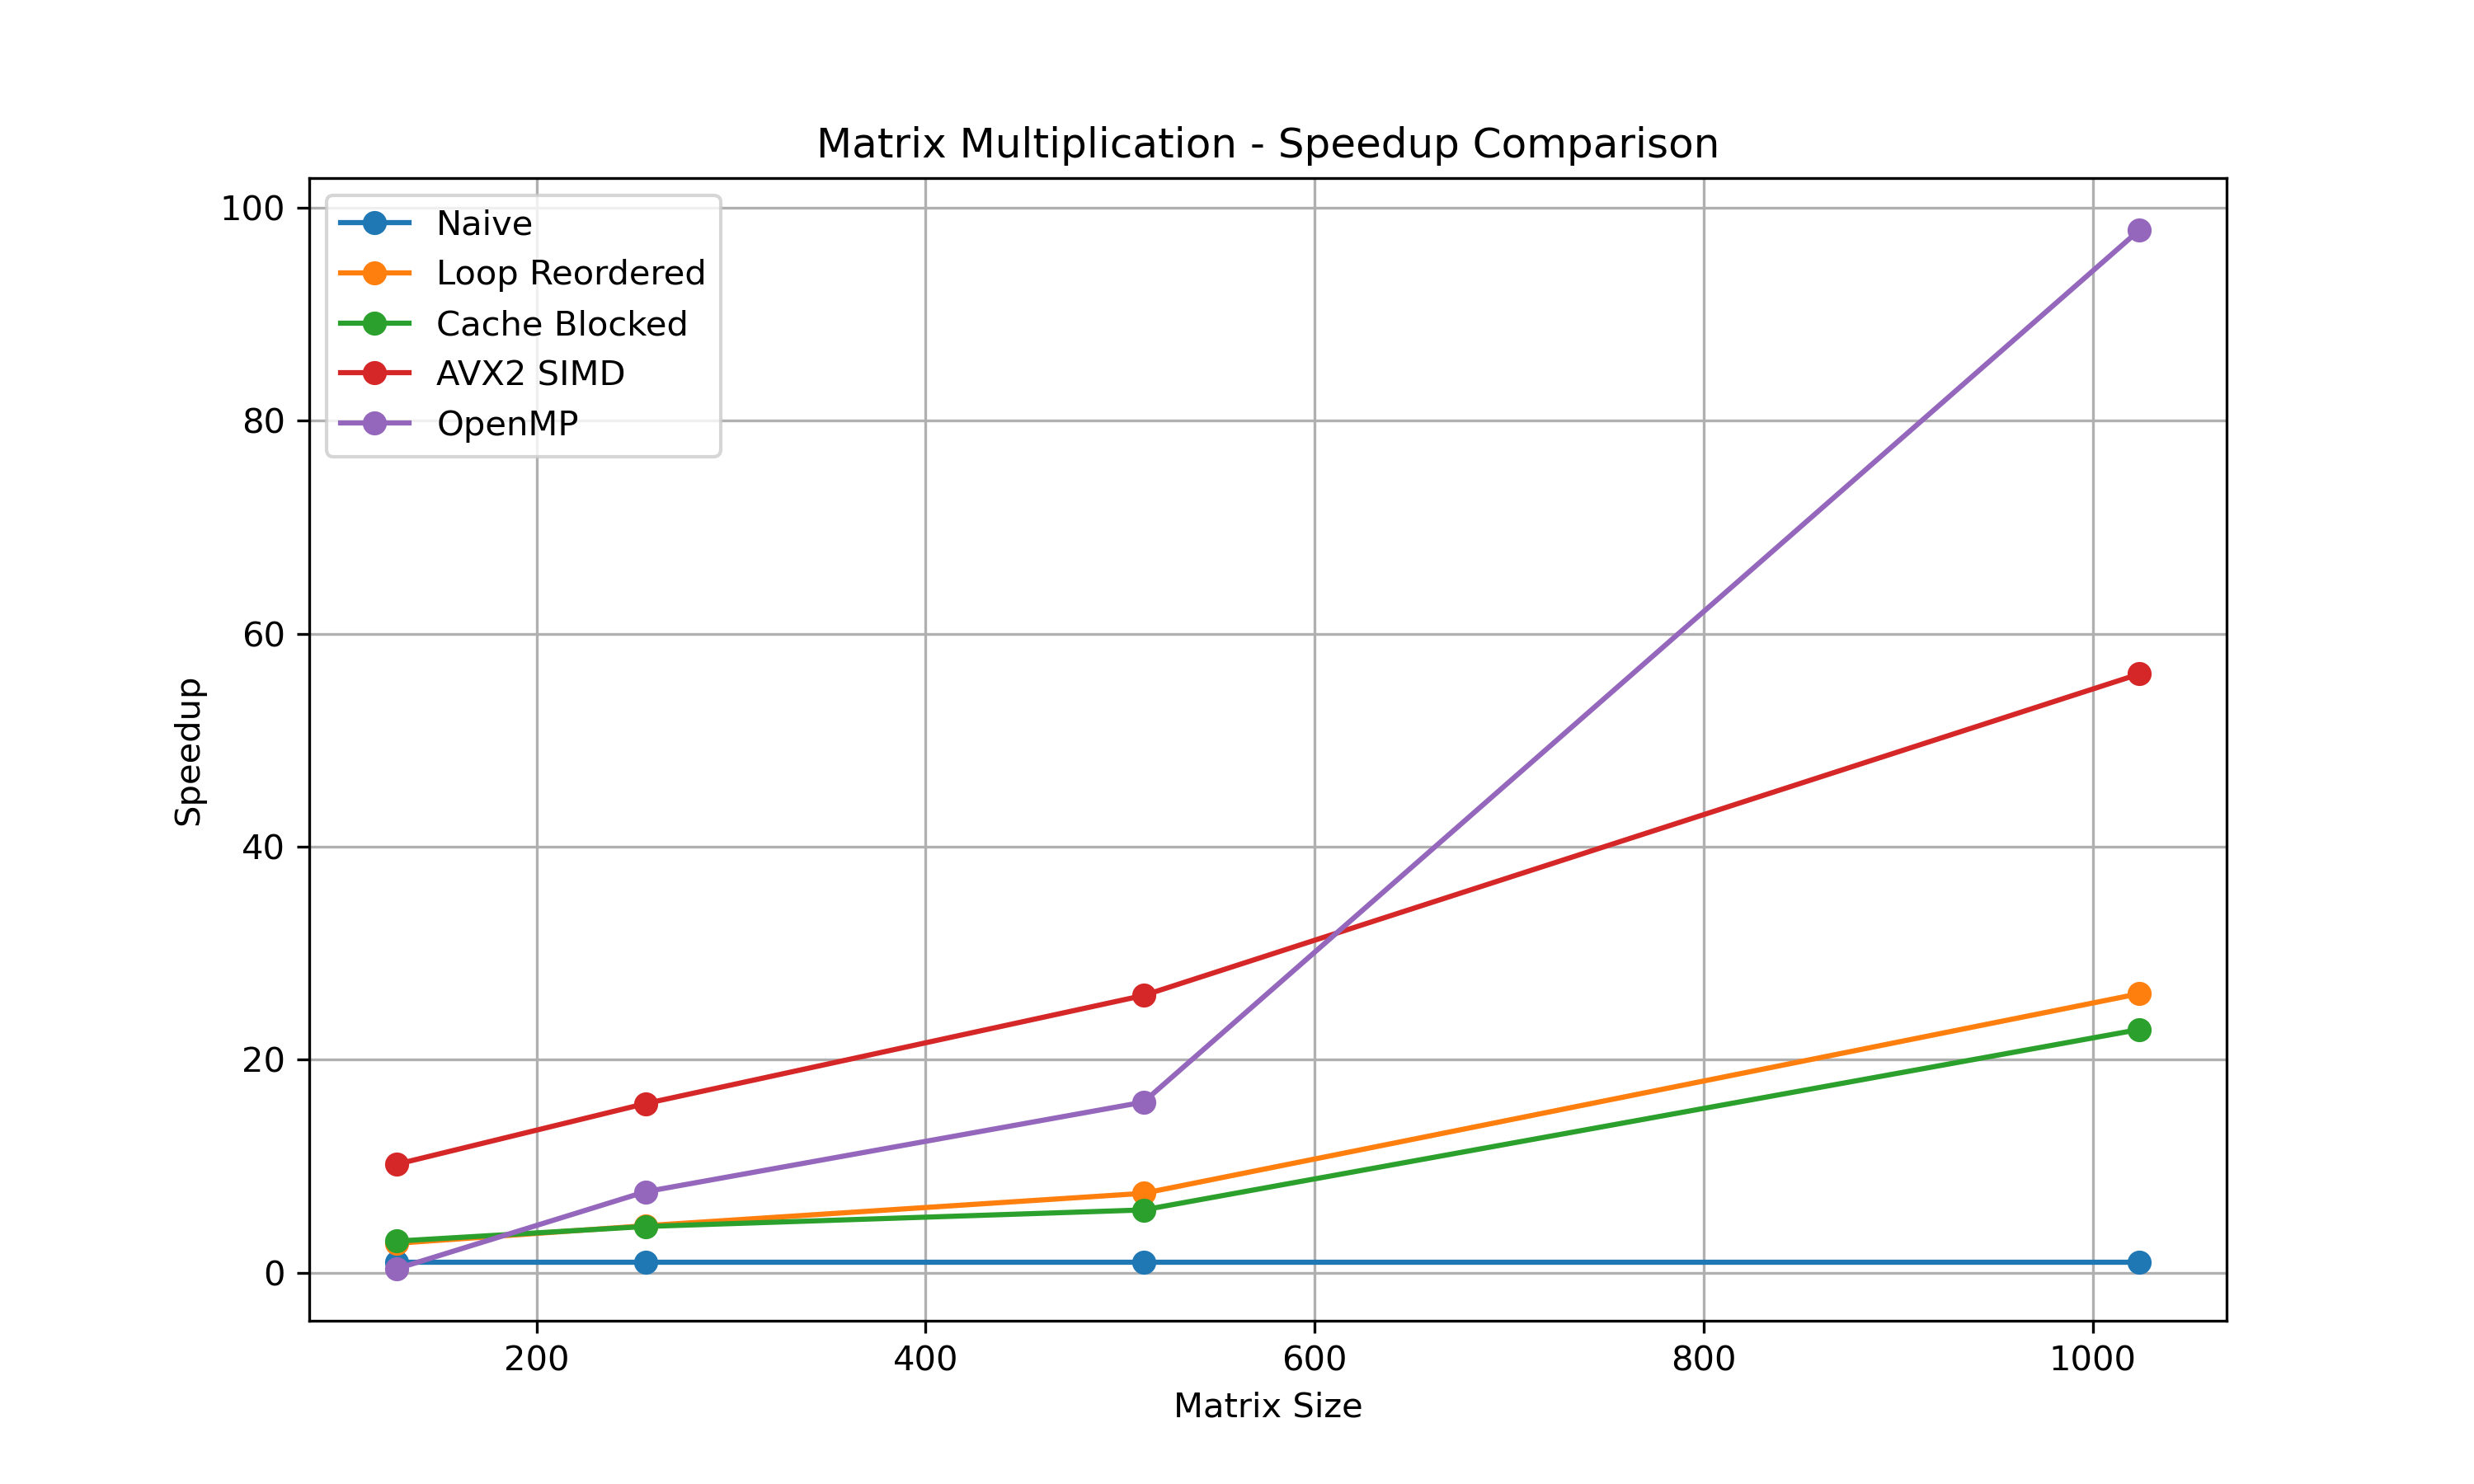 Matrix Multiplication - Speedup Comparison
Naive
Loop Reordered
Cache Blocked
AVX2 SIMD
OpenMP
100
80
60
40
20
0
Speedup
200 400 600 800 1000
Matrix Size